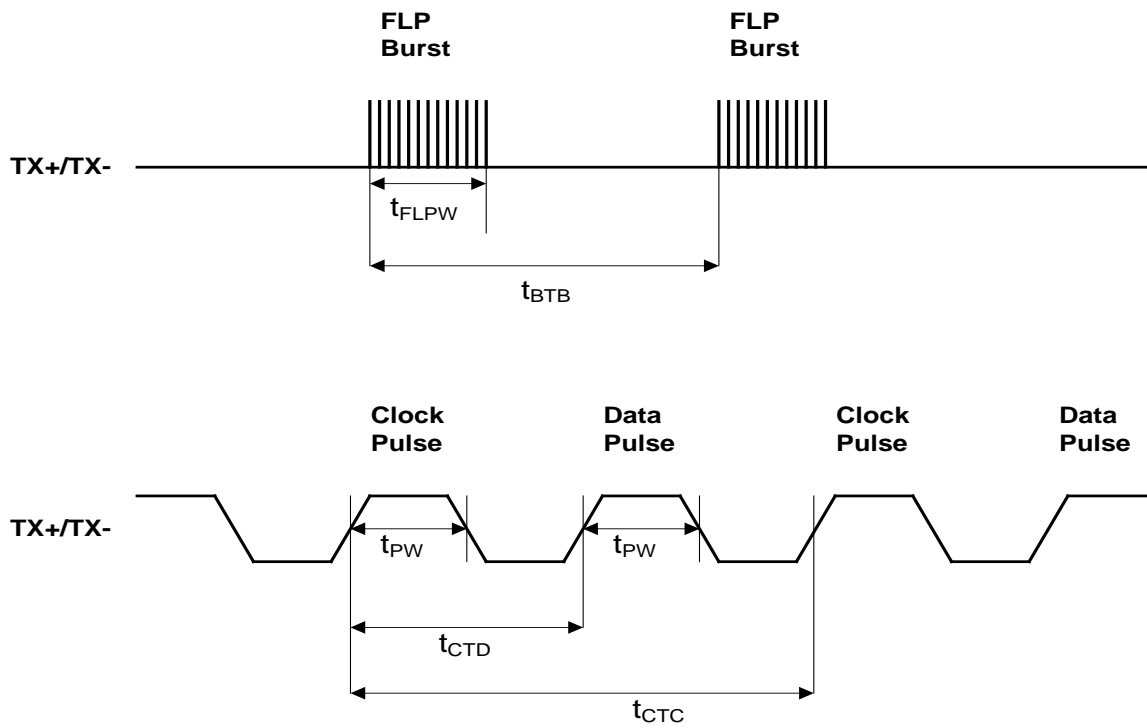 FLP
Burst
FLP
Burst
TX+/TX-
tFLPW
tBTB
Clock
Pulse
Data
Pulse
Clock
Pulse
Data
Pulse
TX+/TX-
tPW
tPW
tCTD
tCTC